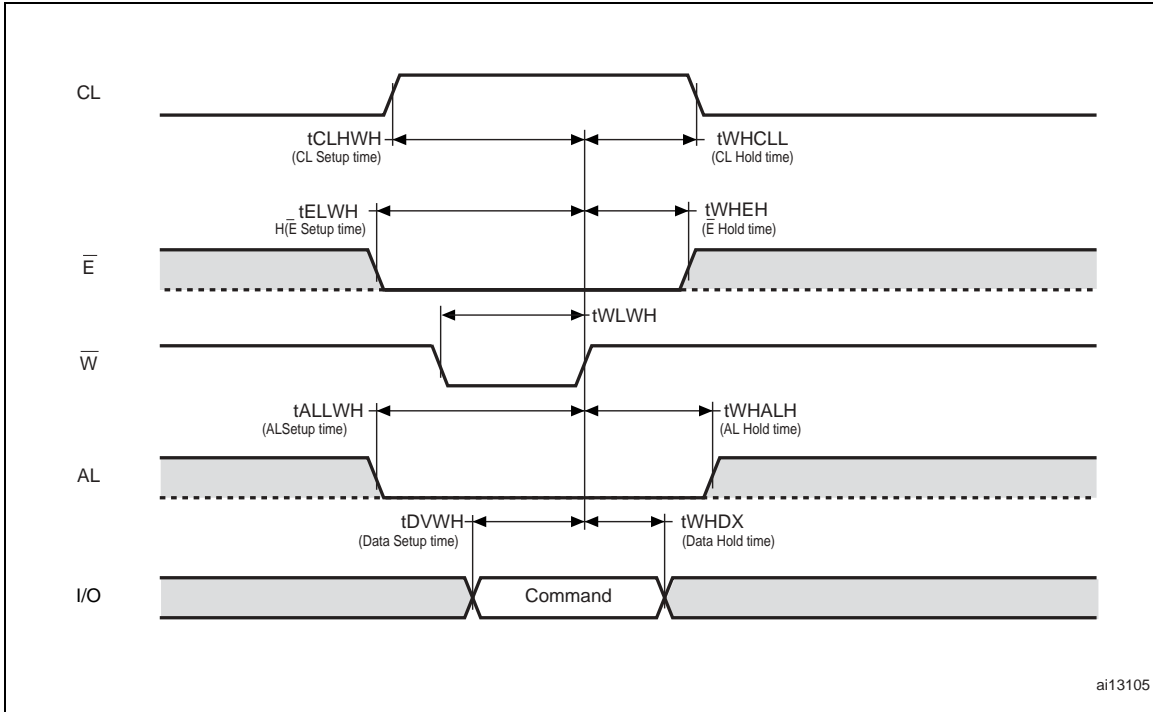 CL
tCLHWH
(CL Setup time)
tWHCLL
(CL Hold time)
tELWH
H(E̅ Setup time)
tWHEH
(E̅ Hold time)
E̅
tWLWH
W̅
tALLWH
(ALSetup time)
tWHALH
(AL Hold time)
AL
tDVWH
(Data Setup time)
tWHDX
(Data Hold time)
I/O
Command
ai13105